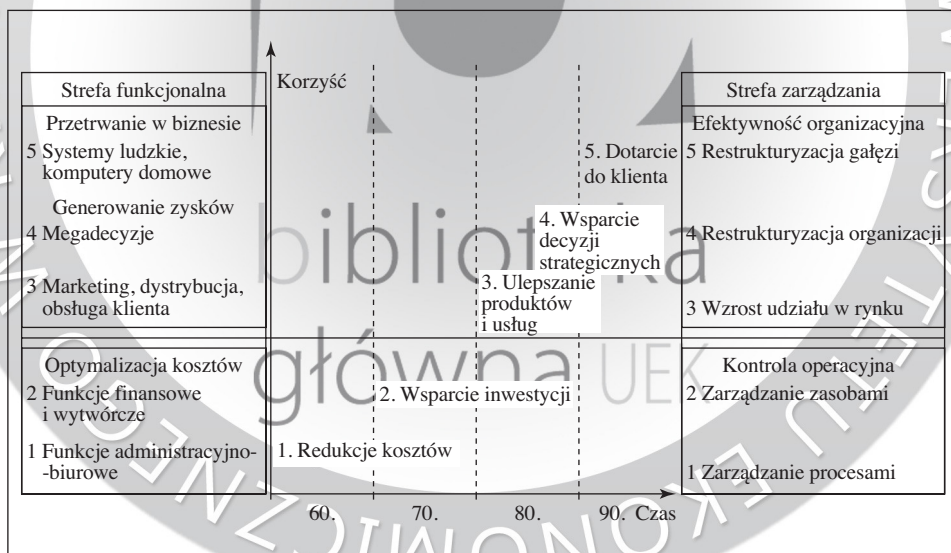 Strefa funkcjonalna
Przetrwanie w biznesie
5 Systemy ludzkie,
komputery domowe
Generowanie zysków
4 Megadecyzje
3 Marketing, dystrybucja,
obsługa klienta
Optymalizacja kosztów
2 Funkcje finansowe
i wytwórcze
1 Funkcje administracyjno-
-biurowe
Korzyść
5. Dotarcie
do klienta
4. Wsparcie
decyzji
strategicznych
3. Ulepszanie
produktów
i usług
2. Wsparcie inwestycji
1. Redukcje kosztów
60. 70. 80. 90. Czas
Strefa zarządzania
Efektywność organizacyjna
5 Restrukturyzacja gałęzi
4 Restrukturyzacja organizacji
3 Wzrost udziału w rynku
Kontrola operacyjna
2 Zarządzanie zasobami
1 Zarządzanie procesami
biblioteka
główna UEK